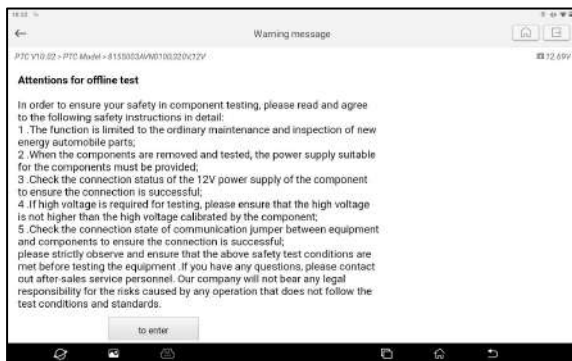 Warning message
PTC V10.02 > PTC Model > 8155003AVM0100,320V,12V
12.69V
Attentions for offline test
In order to ensure your safety in component testing, please read and agree
to the following safety instructions in detail:
1 .The function is limited to the ordinary maintenance and inspection of new
energy automobile parts;
2 .When the components are removed and tested, the power supply suitable
for the components must be provided;
3 .Check the connection status of the 12V power supply of the component
to ensure the connection is successful;
4 .If high voltage is required for testing, please ensure that the high voltage
is not higher than the high voltage calibrated by the component;
5 .Check the connection state of communication jumper between equipment
and components to ensure the connection is successful;
please strictly observe and ensure that the above safety test conditions are
met before testing the equipment .If you have any questions, please contact
out after-sales service personnel. Our company will not bear any legal
responsibility for the risks caused by any operation that does not follow the
test conditions and standards.
to enter